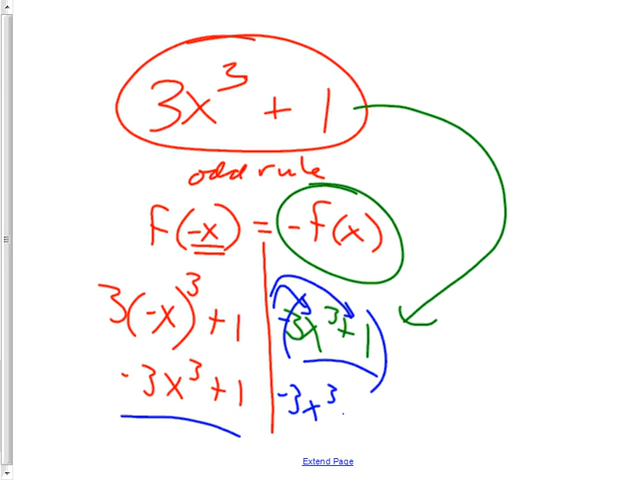 3x³ + 1
odd rule
f(-x) = -f(x)
3(-x)³ + 1
-(3x³ + 1)
-3x³ + 1
-3x³
Extend Page